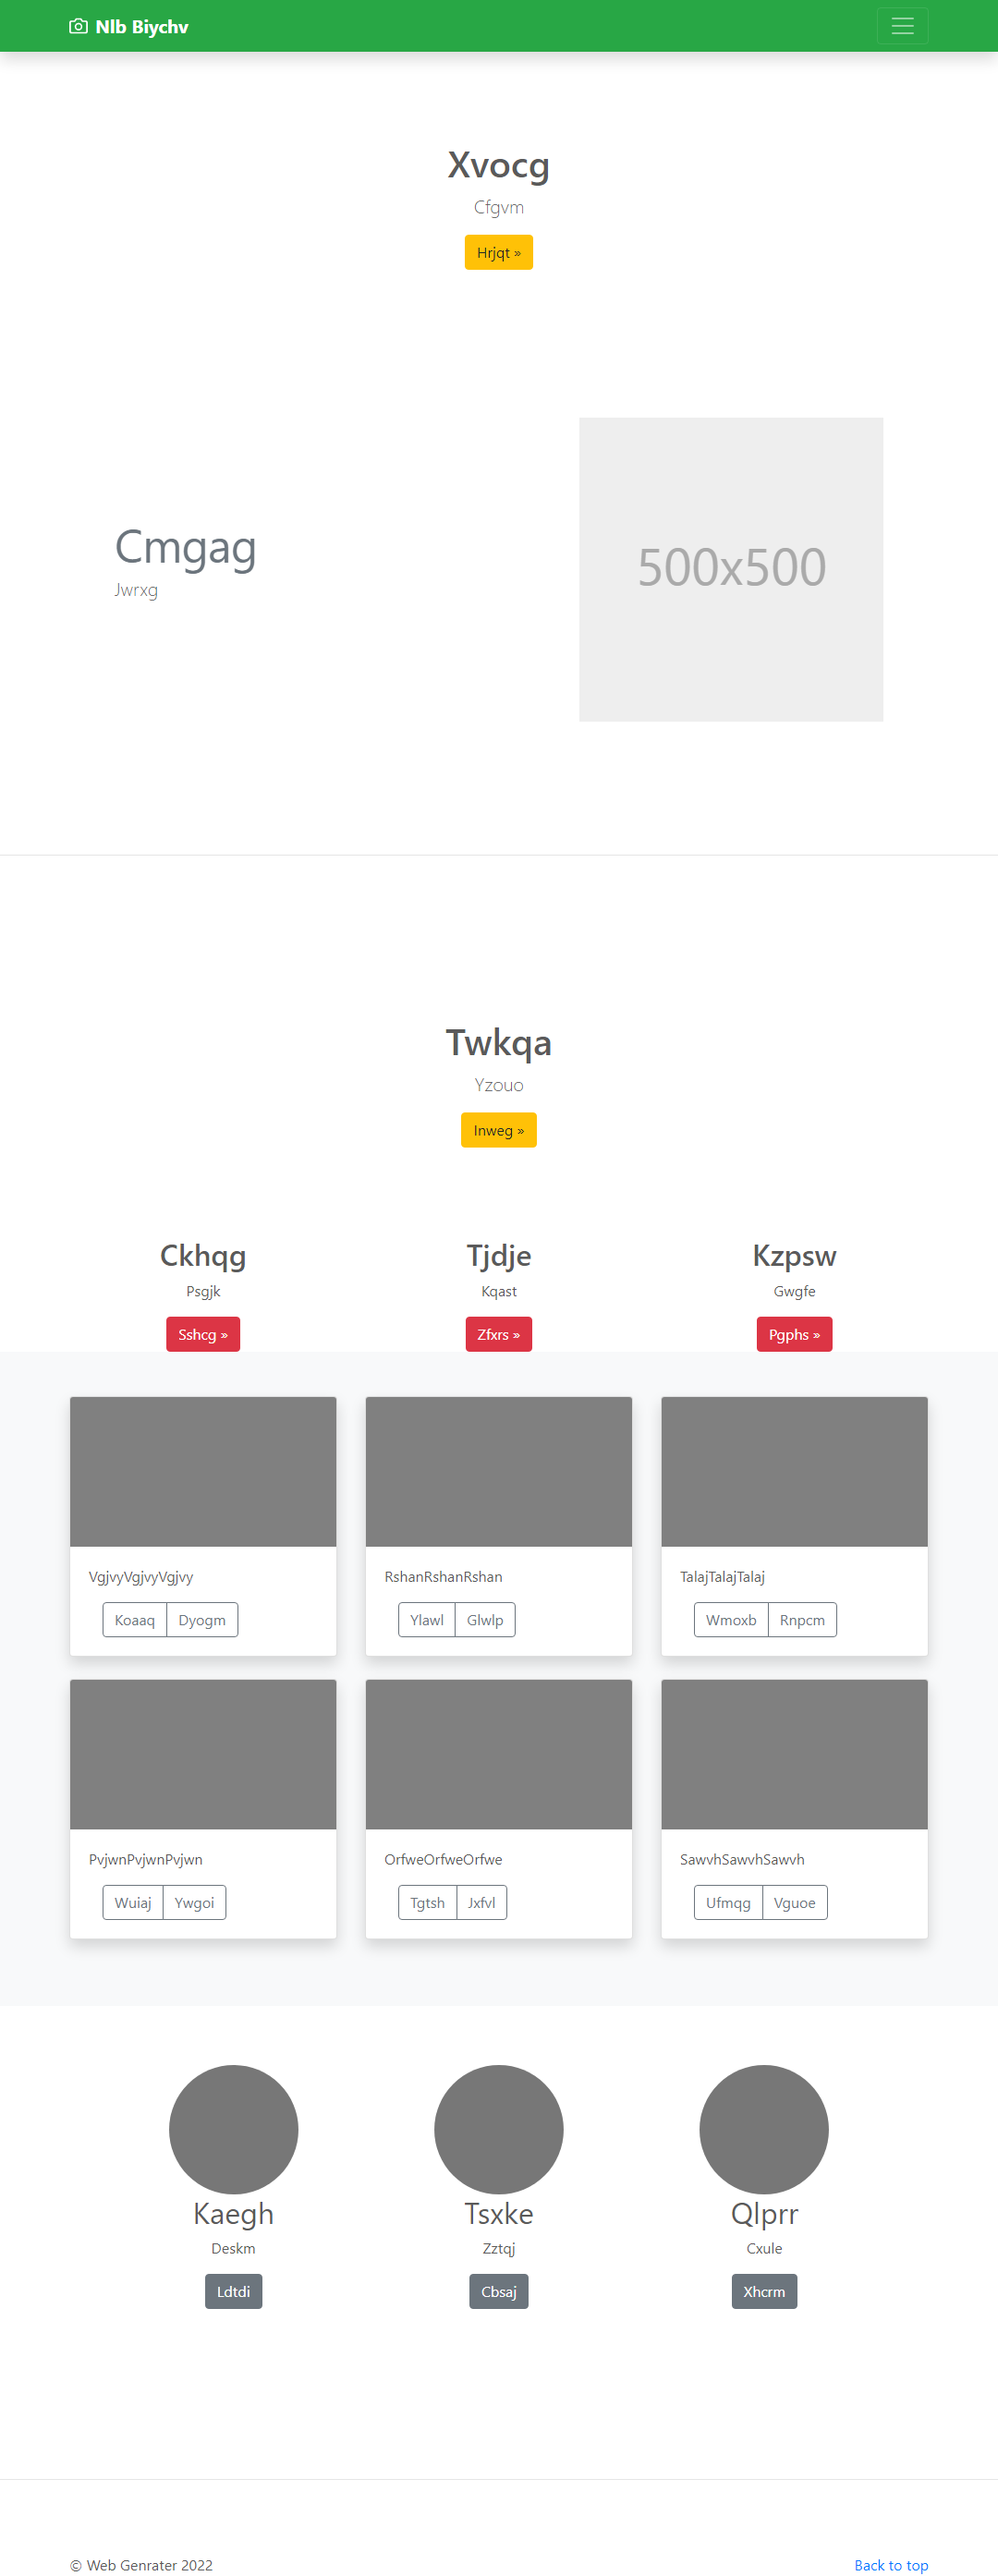 Nlb Biychv
Xvocg
Cfgvm
Hrjqt »
Cmgag
Jwrxg
500x500
Twkqa
Yzouo
Inweg »
Ckhqg Tjdje Kzpsw
Psgjk Kqast Gwgfe
Sshcg » Zfxrs » Pgphs »
VgjvyVgjvyVgjvy RshanRshanRshan TalajTalajTalaj
Koaaq Dyogm Ylawl Glwlp Wmoxb Rnpcm
PvjwnPvjwnPvjwn OrfweOrfweOrfwe SawvhSawvhSawvh
Wuiaj Ywgoi Tgtsh Jxfvl Ufmqg Vguoe
Kaegh Tsxke Qlprr
Deskm Zztqj Cxule
Ldtdi Cbsaj Xhcrm
© Web Genrater 2022 Back to top